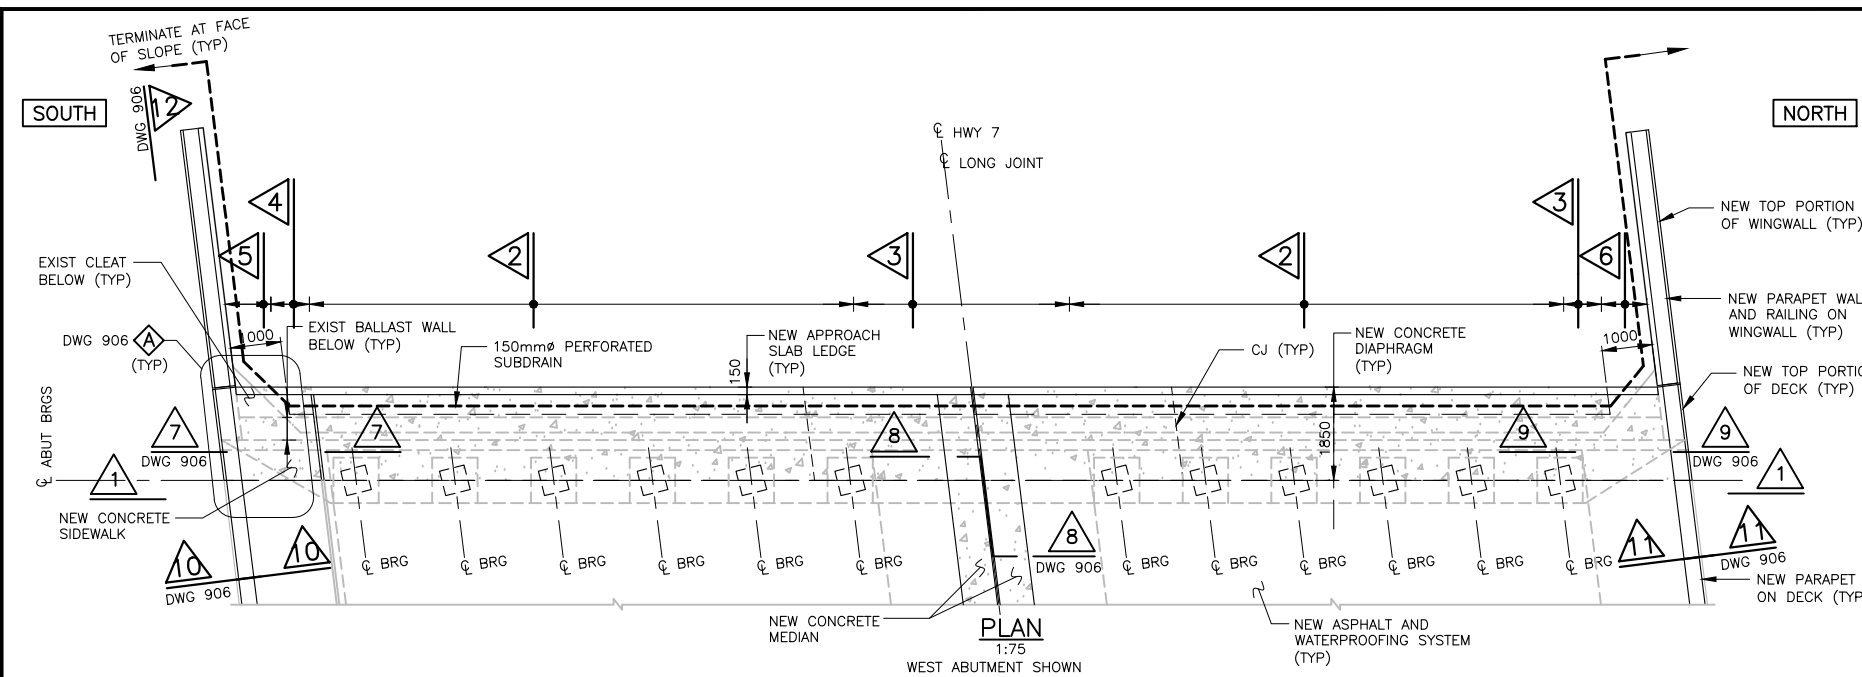 TERMINATE AT FACE
OF SLOPE (TYP)
SOUTH
12
DWG 906
NORTH
℄ HWY 7
℄ LONG JOINT
4
3
5
2
3
2
6
NEW TOP PORTION
OF WINGWALL (TYP)
EXIST CLEAT
BELOW (TYP)
NEW PARAPET WAL
AND RAILING ON
WINGWALL (TYP)
DWG 906 A
(TYP)
000
EXIST BALLAST WALL
BELOW (TYP)
150mmø PERFORATED
SUBDRAIN
150
NEW APPROACH
SLAB LEDGE
(TYP)
CJ (TYP)
NEW CONCRETE
DIAPHRAGM
(TYP)
1000
NEW TOP PORTIO
OF DECK (TYP)
℄ ABUT BRGS
7
DWG 906
7
8
1850
9
9
DWG 906
1
1
NEW CONCRETE
SIDEWALK
10
10
DWG 906
℄ BRG
℄ BRG
℄ BRG
℄ BRG
℄ BRG
℄ BRG
8
DWG 906
℄ BRG
℄ BRG
℄ BRG
℄ BRG
℄ BRG
℄ BRG
11
11
DWG 906
NEW PARAPET
ON DECK (TYP
NEW CONCRETE
MEDIAN
PLAN
1:75
WEST ABUTMENT SHOWN
NEW ASPHALT AND
WATERPROOFING SYSTEM
(TYP)